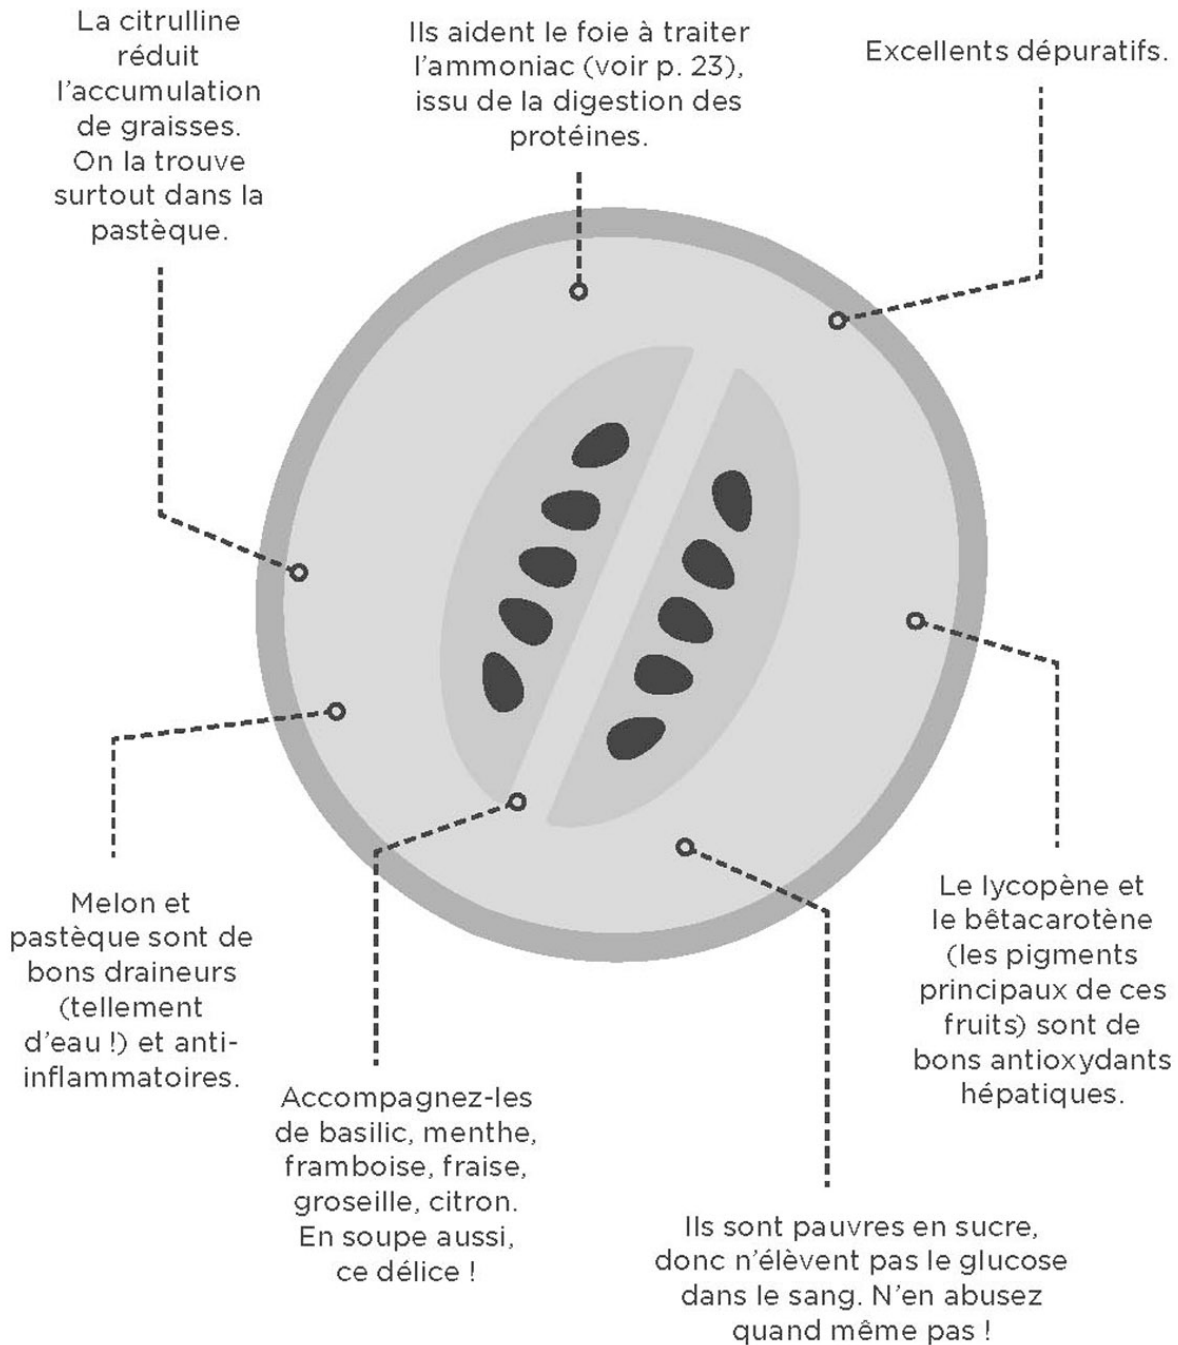 La citrulline
réduit
l'accumulation
de graisses.
On la trouve
surtout dans la
pastèque.
Ils aident le foie à traiter
l'ammoniac (voir p. 23),
issu de la digestion des
protéines.
Excellents dépuratifs.
Melon et
pastèque sont de
bons draineurs
(tellement
d'eau !) et anti-
inflammatoires.
Accompagnez-les
de basilic, menthe,
framboise, fraise,
groseille, citron.
En soupe aussi,
ce délice !
Ils sont pauvres en sucre,
donc n'élèvent pas le glucose
dans le sang. N'en abusez
quand même pas !
Le lycopène et
le bêtacarotène
(les pigments
principaux de ces
fruits) sont de
bons antioxydants
hépatiques.